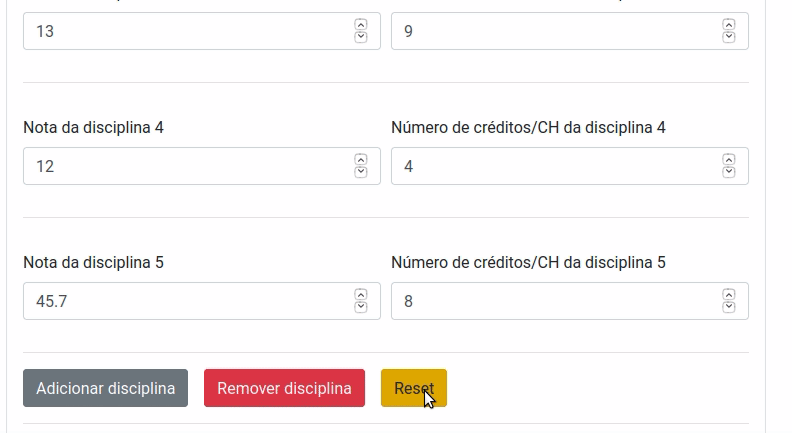 13 9
Nota da disciplina 4 Número de créditos/CH da disciplina 4
12 4
Nota da disciplina 5 Número de créditos/CH da disciplina 5
45.7 8
Adicionar disciplina Remover disciplina Reset